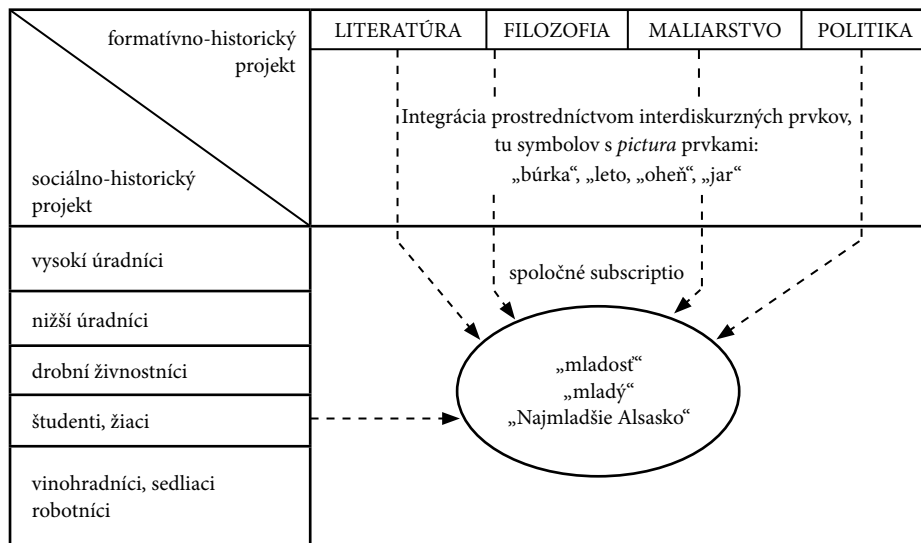 formatívno-historický
projekt
LITERATÚRA
FILOZOFIA
MALIARSTVO
POLITIKA
Integrácia prostredníctvom interdiskurzných prvkov,
tu symbolov s pictura prvkami:
„búrka“, „leto, „oheň“, „jar“
sociálno-historický
projekt
vysokí úradníci
spoločné subscriptio
nižší úradníci
drobní živnostníci
„mladosť“
„mladý“
„Najmladšie Alsasko“
študenti, žiaci
vinohradníci, sedliaci
robotníci